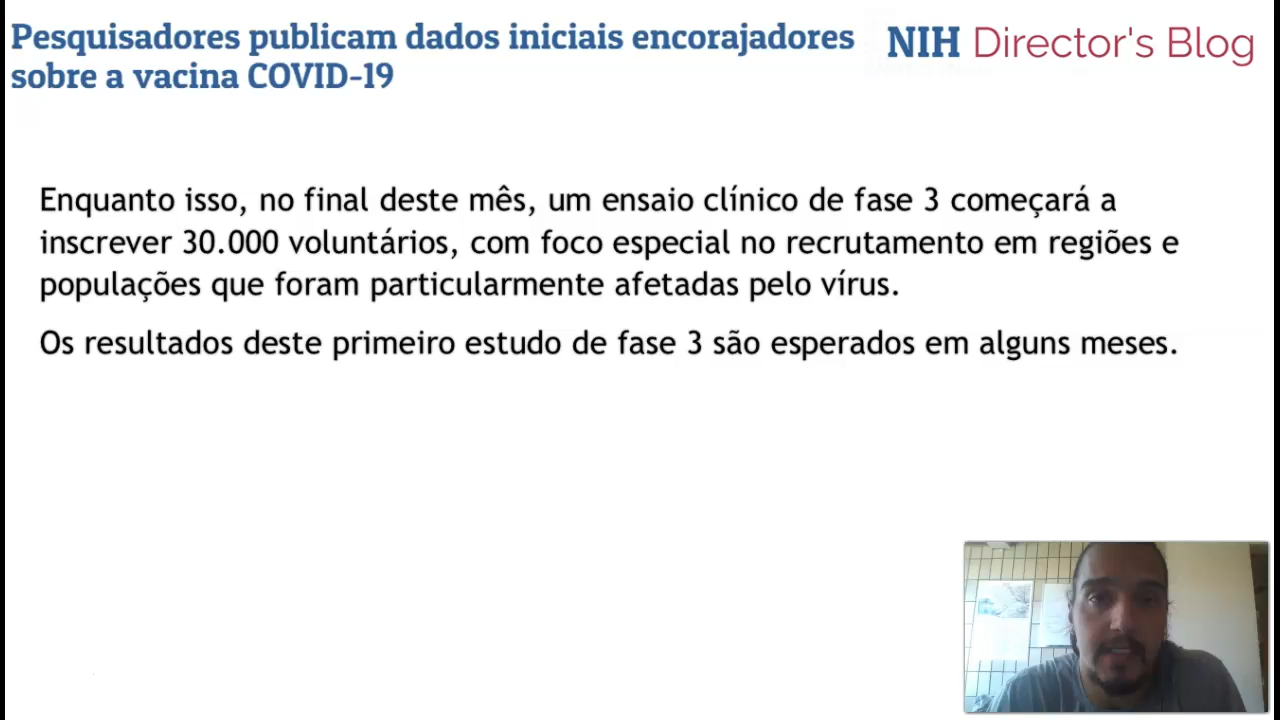 Pesquisadores publicam dados iniciais encorajadores
sobre a vacina COVID-19
NIH Director's Blog
Enquanto isso, no final deste mês, um ensaio clínico de fase 3 começará a
inscrever 30.000 voluntários, com foco especial no recrutamento em regiões e
populações que foram particularmente afetadas pelo vírus.
Os resultados deste primeiro estudo de fase 3 são esperados em alguns meses.